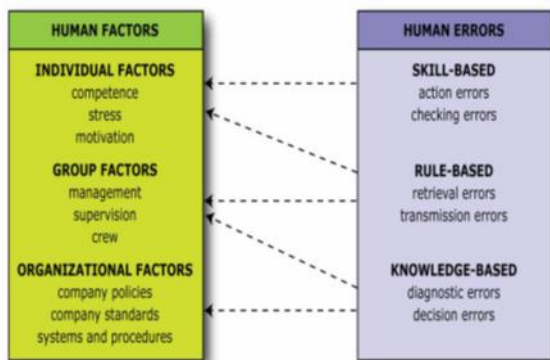 HUMAN FACTORS
INDIVIDUAL FACTORS
competence
stress
motivation
GROUP FACTORS
management
supervision
crew
ORGANIZATIONAL FACTORS
company policies
company standards
systems and procedures
HUMAN ERRORS
SKILL-BASED
action errors
checking errors
RULE-BASED
retrieval errors
transmission errors
KNOWLEDGE-BASED
diagnostic errors
decision errors